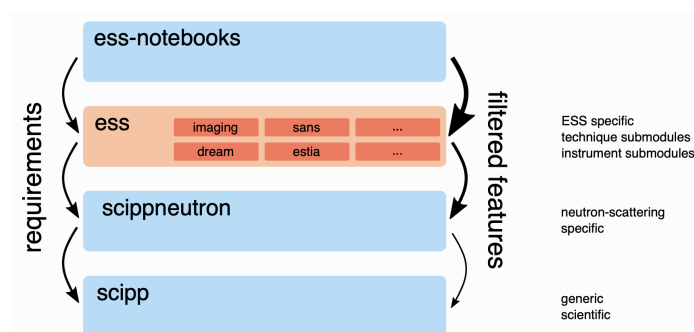 ess-notebooks
requirements
filtered features
ess
imaging
sans
...
dream
estia
...
ESS specific
technique submodules
instrument submodules
scippneutron
neutron-scattering
specific
scipp
generic
scientific